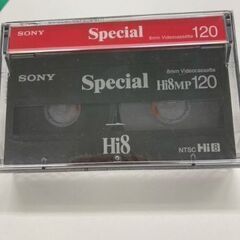 SONY Special 8mm Videocassette 120
SONY Special 8mm Videocassette Hi8MP120
Hi8
NTSC Hi8